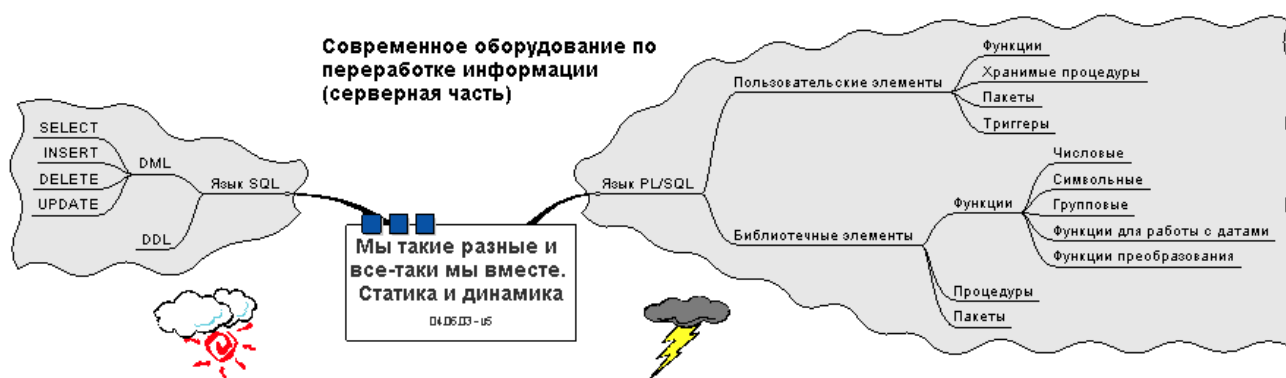 Современное оборудование по
переработке информации
(серверная часть)
SELECT
INSERT
DELETE
UPDATE
DML
DDL
Язык SQL
Мы такие разные и
все-таки мы вместе.
Статика и динамика
04.05.03 - v5
Язык PL/SQL
Пользовательские элементы
Функции
Хранимые процедуры
Пакеты
Триггеры
Библиотечные элементы
Функции
Числовые
Символьные
Групповые
Функции для работы с датами
Функции преобразования
Процедуры
Пакеты